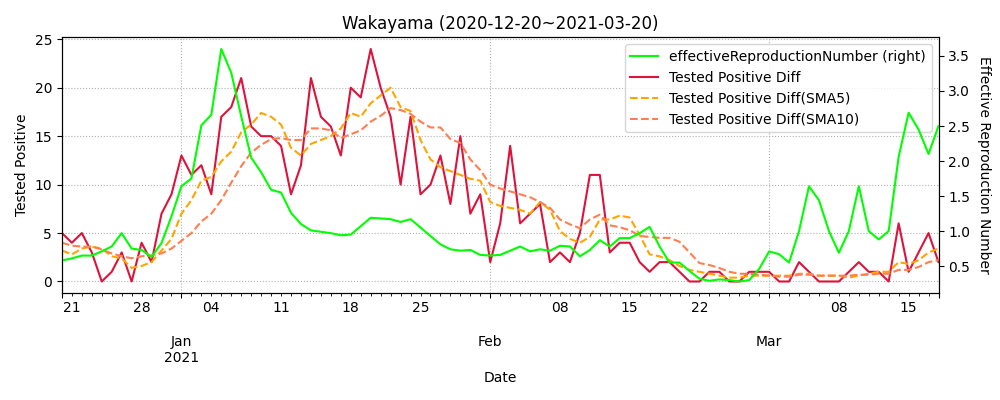 Wakayama (2020-12-20~2021-03-20)
effectiveReproductionNumber (right)
Tested Positive Diff
Tested Positive Diff(SMA5)
Tested Positive Diff(SMA10)
Tested Positive
25
20
15
10
5
0
Effective Reproduction Number
3.5
3.0
2.5
2.0
1.5
1.0
0.5
21 28 04 11 18 25 08 15 22 08 15
Jan Feb Mar
2021
Date